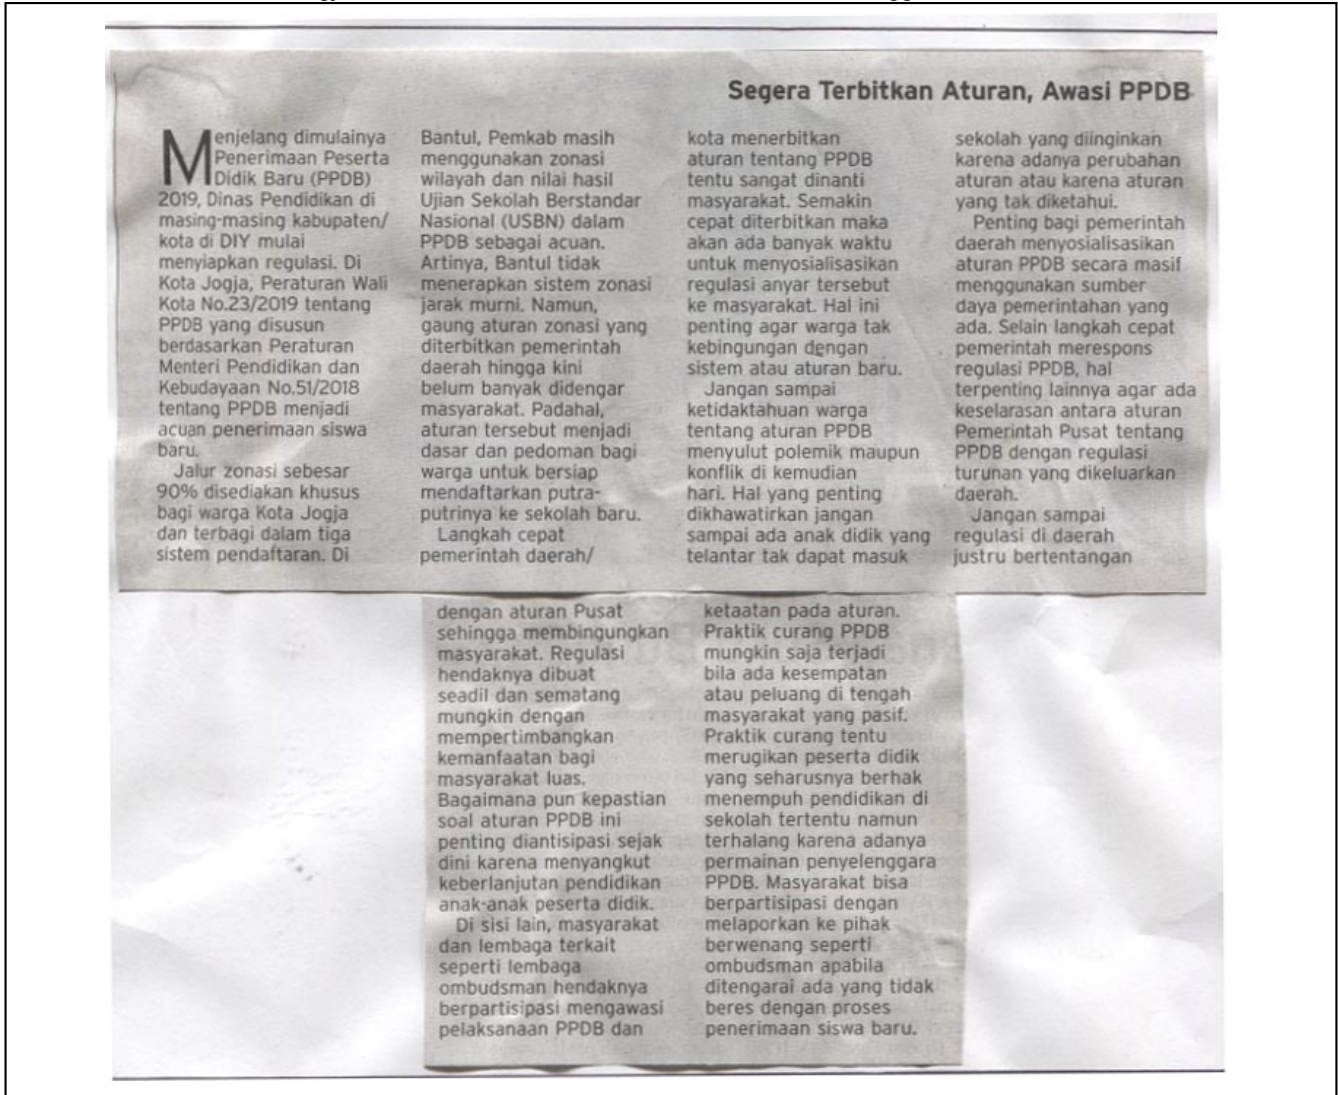 Segera Terbitkan Aturan, Awasi PPDB
Menjelang dimulainya
Penerimaan Peserta
Didik Baru (PPDB)
2019, Dinas Pendidikan di
masing-masing kabupaten/
kota di DIY mulai
menyiapkan regulasi. Di
Kota Jogja, Peraturan Wali
Kota No.23/2019 tentang
PPDB yang disusun
berdasarkan Peraturan
Menteri Pendidikan dan
Kebudayaan No.51/2018
tentang PPDB menjadi
acuan penerimaan siswa
baru.
Jalur zonasi sebesar
90% disediakan khusus
bagi warga Kota Jogja
dan terbagi dalam tiga
sistem pendaftaran. Di
Bantul, Pemkab masih
menggunakan zonasi
wilayah dan nilai hasil
Ujian Sekolah Berstandar
Nasional (USBN) dalam
PPDB sebagai acuan.
Artinya, Bantul tidak
menerapkan sistem zonasi
jarak murni. Namun,
gaung aturan zonasi yang
diterbitkan pemerintah
daerah hingga kini
belum banyak didengar
masyarakat. Padahal,
aturan tersebut menjadi
dasar dan pedoman bagi
warga untuk bersiap
mendaftarkan putra-
putrinya ke sekolah baru.
Langkah cepat
pemerintah daerah/
kota menerbitkan
aturan tentang PPDB
tentu sangat dinanti
masyarakat. Semakin
cepat diterbitkan maka
akan ada banyak waktu
untuk menyosialisasikan
regulasi anyar tersebut
ke masyarakat. Hal ini
penting agar warga tak
kebingungan dengan
sistem atau aturan baru.
Jangan sampai
ketidaktahuan warga
tentang aturan PPDB
menyulut polemik maupun
konflik di kemudian
hari. Hal yang penting
dikhawatirkan jangan
sampai ada anak didik yang
telantar tak dapat masuk
sekolah yang diinginkan
karena adanya perubahan
aturan atau karena aturan
yang tak diketahui.
Penting bagi pemerintah
daerah menyosialisasikan
aturan PPDB secara masif
menggunakan sumber
daya pemerintahan yang
ada. Selain langkah cepat
pemerintah merespons
regulasi PPDB, hal
terpenting lainnya agar ada
keselarasan antara aturan
Pemerintah Pusat tentang
PPDB dengan regulasi
turunan yang dikeluarkan
daerah.
Jangan sampai
regulasi di daerah
justru bertentangan
dengan aturan Pusat
sehingga membingungkan
masyarakat. Regulasi
hendaknya dibuat
seadil dan sematang
mungkin dengan
mempertimbangkan
kemanfaatan bagi
masyarakat luas.
Bagaimana pun kepastian
soal aturan PPDB ini
penting diantisipasi sejak
dini karena menyangkut
keberlanjutan pendidikan
anak-anak peserta didik.
Di sisi lain, masyarakat
dan lembaga terkait
seperti lembaga
ombudsman hendaknya
berpartisipasi mengawasi
pelaksanaan PPDB dan
ketaatan pada aturan.
Praktik curang PPDB
mungkin saja terjadi
bila ada kesempatan
atau peluang di tengah
masyarakat yang pasif.
Praktik curang tentu
merugikan peserta didik
yang seharusnya berhak
menempuh pendidikan di
sekolah tertentu namun
terhalang karena adanya
permainan penyelenggara
PPDB. Masyarakat bisa
berpartisipasi dengan
melaporkan ke pihak
berwenang seperti
ombudsman apabila
ditengarai ada yang tidak
beres dengan proses
penerimaan siswa baru.